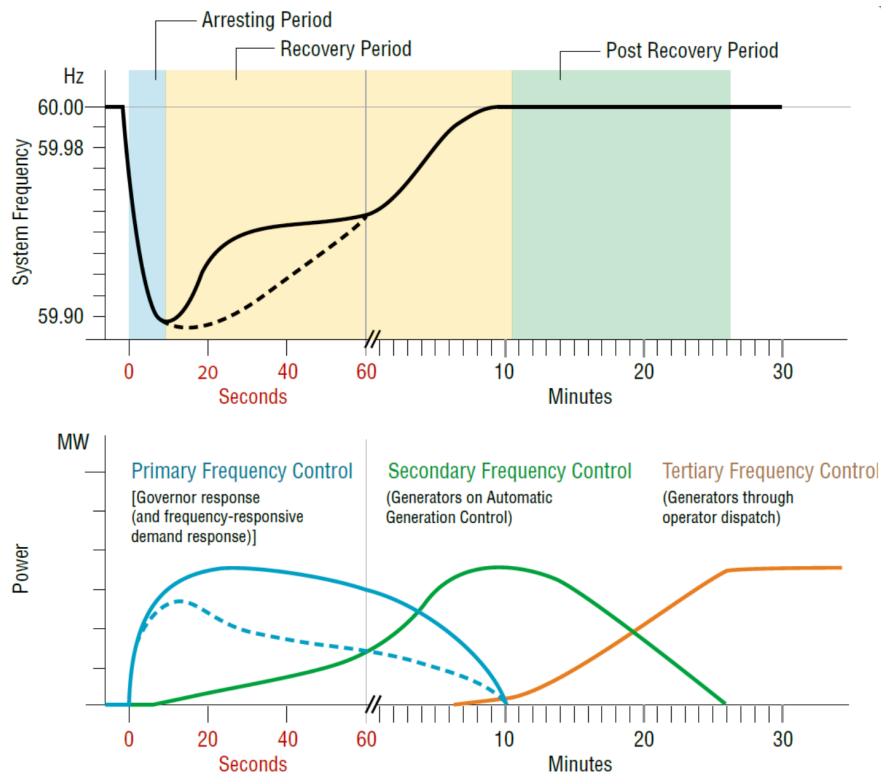 Arresting Period
Recovery Period
Post Recovery Period
Hz
60.00
59.98
System Frequency
59.90
0 20 40 60 10 20 30
Seconds Minutes
MW
Primary Frequency Control
[Governor response
(and frequency-responsive
demand response)]
Secondary Frequency Control
(Generators on Automatic
Generation Control)
Tertiary Frequency Control
(Generators through
operator dispatch)
Power
0 20 40 60 10 20 30
Seconds Minutes